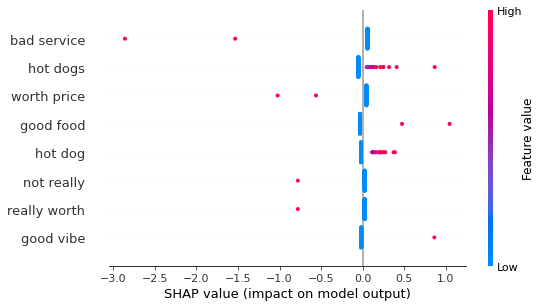 High
bad service
hot dogs
worth price
good food
hot dog
not really
really worth
good vibe
Feature value
Low
−3.0 −2.5 −2.0 −1.5 −1.0 −0.5 0.0 0.5 1.0
SHAP value (impact on model output)